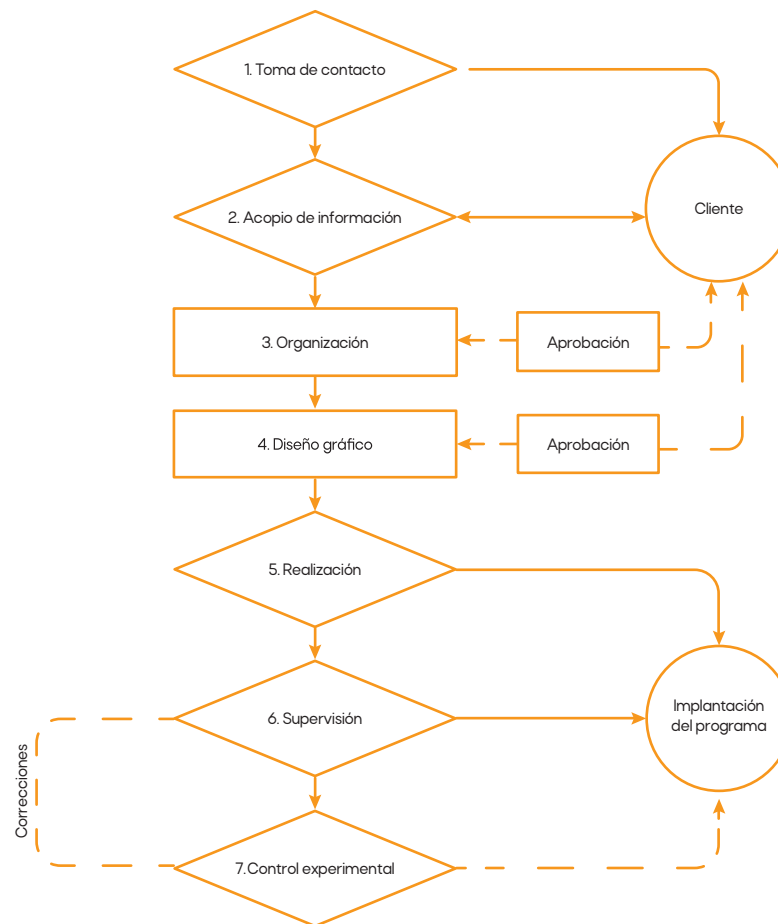 1. Toma de contacto
2. Acopio de información
Cliente
3. Organización
Aprobación
4. Diseño gráfico
Aprobación
5. Realización
6. Supervisión
Implantación
del programa
Correcciones
7.Control experimental